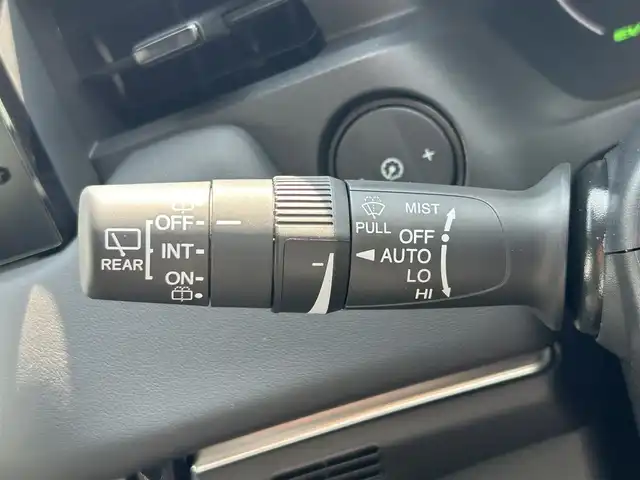 OFF
INT
ON
REAR
PULL
MIST
OFF
AUTO
LO
HI